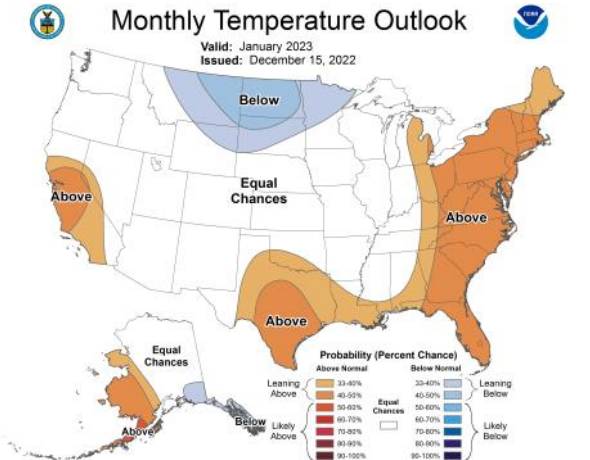 Monthly Temperature Outlook
Valid: January 2023
Issued: December 15, 2022
NOAA
Below
Above
Equal
Chances
Above
Above
Equal
Chances
Above
Below
Probability (Percent Chance)
Above Normal
Below Normal
Leaning
Above
33-40%
40-50%
50-60%
60-70%
70-80%
80-90%
90-100%
Likely
Above
Equal
Chances
33-40%
40-50%
50-60%
60-70%
70-80%
80-90%
90-100%
Leaning
Below
Likely
Below